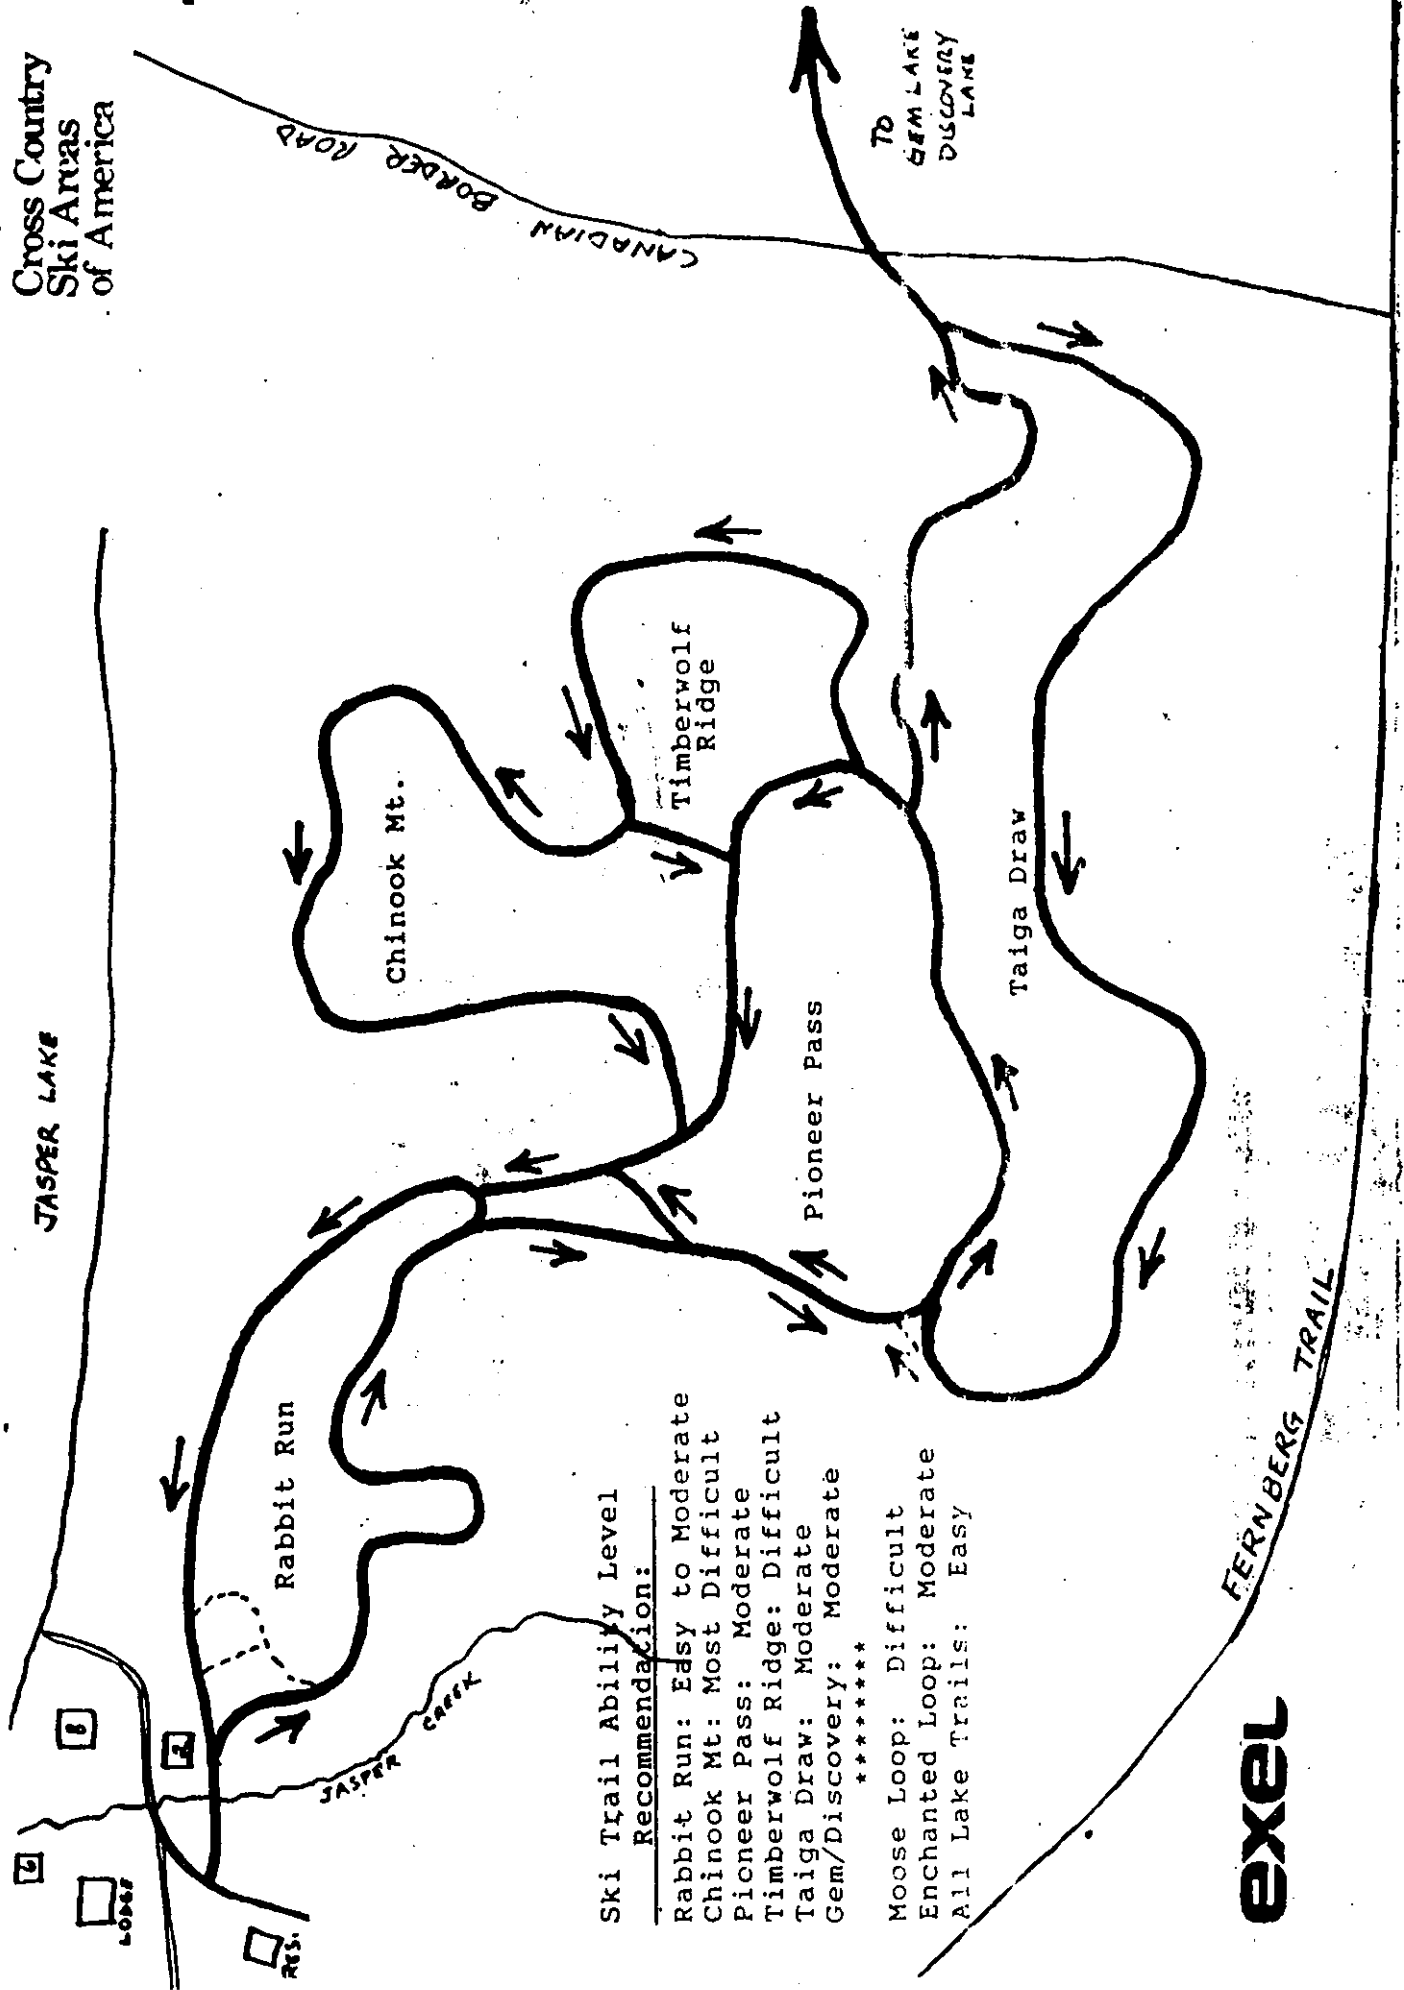 Cross Country
Ski Areas
of America
JASPER LAKE
CANADIAN BORDER ROAD
TO
GEM LAKE
DISCOVERY
LAKE
Chinook Mt.
Timberwolf
Ridge
Rabbit Run
Pioneer Pass
Taiga Draw
6
8
2
LODGE
RES.
JASPER CREEK
Ski Trail Ability Level
Recommendation:
Rabbit Run: Easy to Moderate
Chinook Mt: Most Difficult
Pioneer Pass: Moderate
Timberwolf Ridge: Difficult
Taiga Draw: Moderate
Gem/Discovery: Moderate
********
Moose Loop: Difficult
Enchanted Loop: Moderate
All Lake Trails: Easy
FERNBERG TRAIL
exel